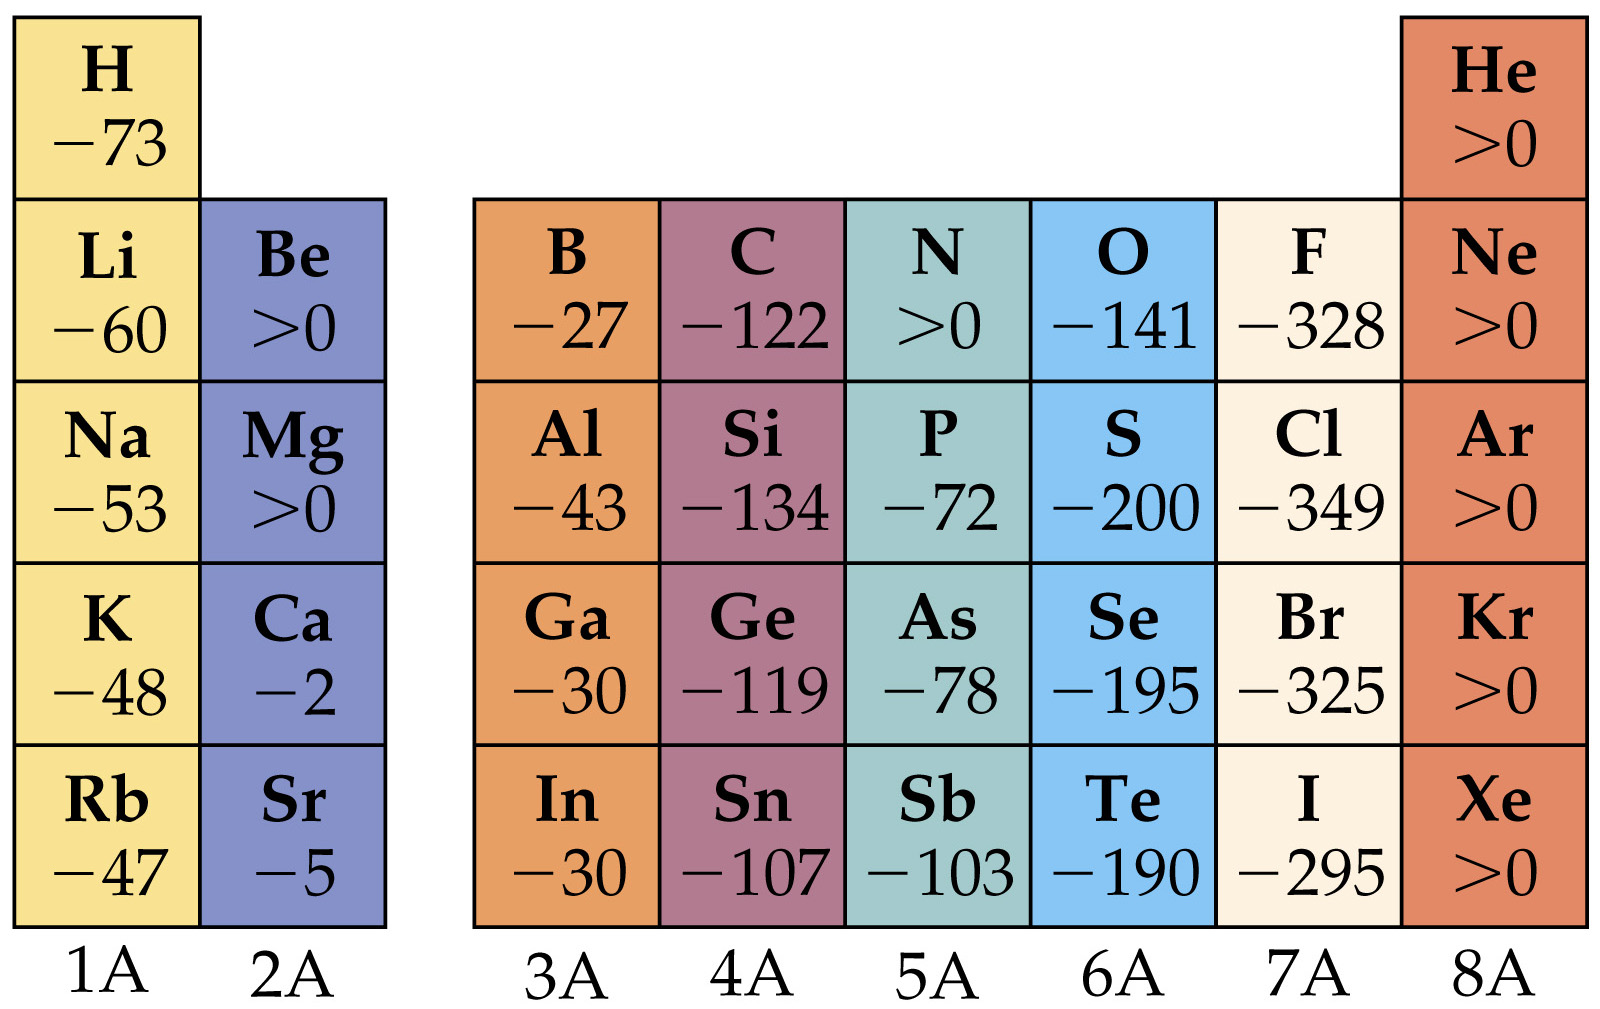 H He
−73 >0
Li Be B C N O F Ne
−60 >0 −27 −122 >0 −141 −328 >0
Na Mg Al Si P S Cl Ar
−53 >0 −43 −134 −72 −200 −349 >0
K Ca Ga Ge As Se Br Kr
−48 −2 −30 −119 −78 −195 −325 >0
Rb Sr In Sn Sb Te I Xe
−47 −5 −30 −107 −103 −190 −295 >0
1A 2A 3A 4A 5A 6A 7A 8A